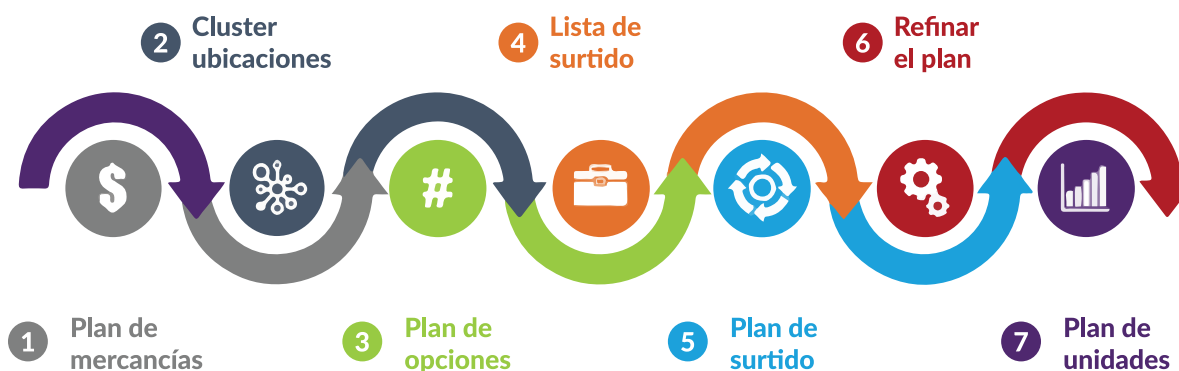 2 Cluster
ubicaciones
4 Lista de
surtido
6 Refinar
el plan
$
#
1 Plan de
mercancías
3 Plan de
opciones
5 Plan de
surtido
7 Plan de
unidades